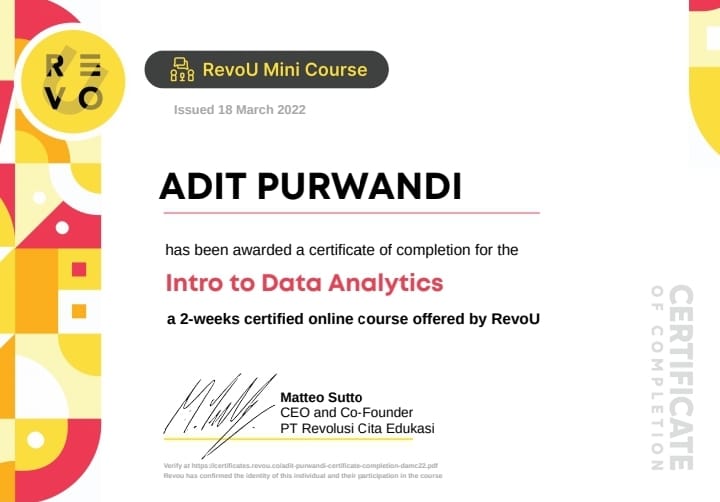 REVO
U
RevoU Mini Course
Issued 18 March 2022
ADIT PURWANDI
has been awarded a certificate of completion for the
Intro to Data Analytics
a 2-weeks certified online course offered by RevoU
Matteo Sutto
CEO and Co-Founder
PT Revolusi Cita Edukasi
Verify at https://certificates.revou.co/adit-purwandi-certificate-completion-damc22.pdf
Revou has confirmed the identity of this individual and their participation in the course
CERTIFICATE
OF COMPLETION